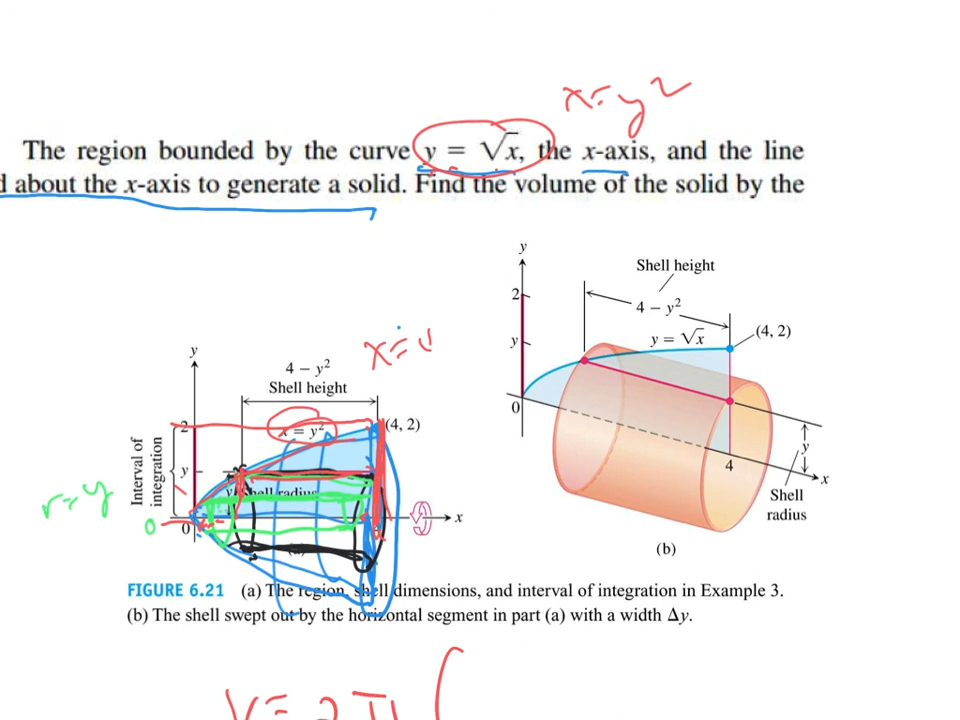 x = y²
The region bounded by the curve y = √x, the x-axis, and the line
d about the x-axis to generate a solid. Find the volume of the solid by the
y
Shell height
4 − y²
2
y = √x
(4, 2)
y
0
4
y
x
Shell
radius
(b)
x =
y
4 − y²
Shell height
2
x = y²
(4, 2)
Interval of
integration
y
y
Shell radius
r = y
0
0
x
(a)
FIGURE 6.21 (a) The region, shell dimensions, and interval of integration in Example 3.
(b) The shell swept out by the horizontal segment in part (a) with a width Δy.
V = 2π ∫